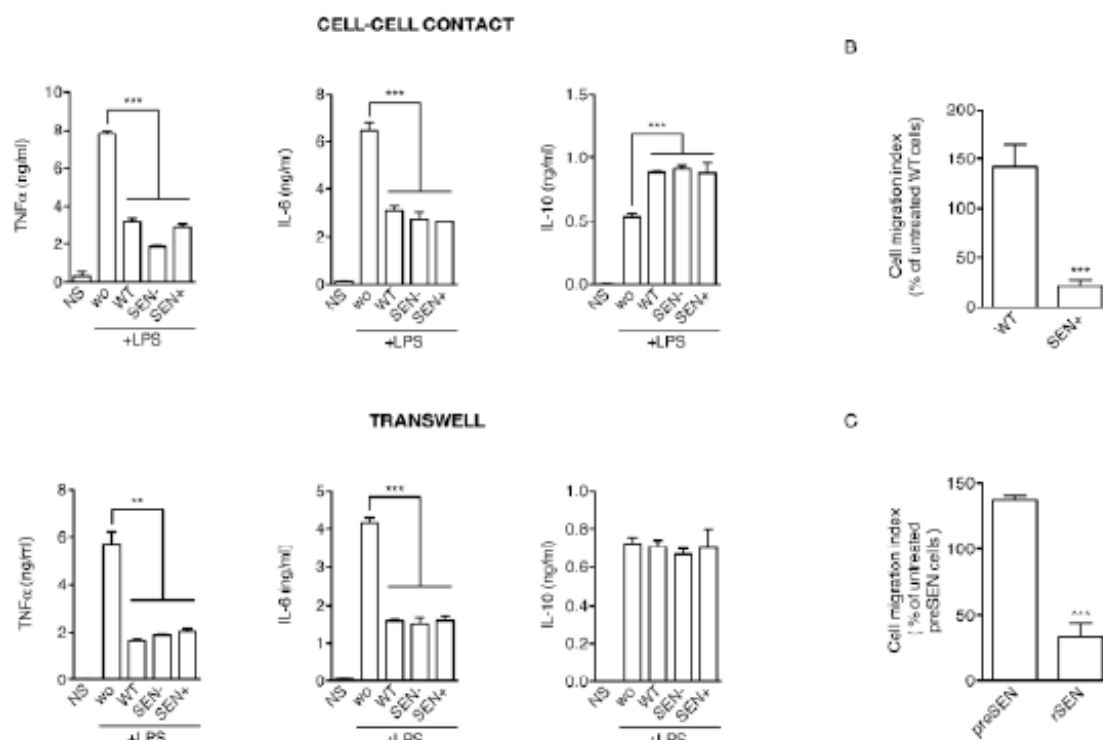 CELL-CELL CONTACT
B
TNFα (ng/ml)
10
8
6
4
2
0
***
NS
wo
WT
SEN-
SEN+
+LPS
IL-6 (ng/ml)
8
6
4
2
0
***
NS
wo
WT
SEN-
SEN+
+LPS
IL-10 (ng/ml)
1.5
1.0
0.5
0.0
***
NS
wo
WT
SEN-
SEN+
+LPS
Cell migration index
(% of untreated WT cells)
200
150
100
50
0
***
WT
SEN+
TRANSWELL
C
TNFα (ng/ml)
8
6
4
2
0
**
NS
wo
WT
SEN-
SEN+
+LPS
IL-6 (ng/ml)
5
4
3
2
1
0
***
NS
wo
WT
SEN-
SEN+
+LPS
IL-10 (ng/ml)
1.0
0.8
0.6
0.4
0.2
0.0
NS
wo
WT
SEN-
SEN+
+LPS
Cell migration index
( % of untreated
preSEN cells)
150
100
50
0
preSEN
rSEN